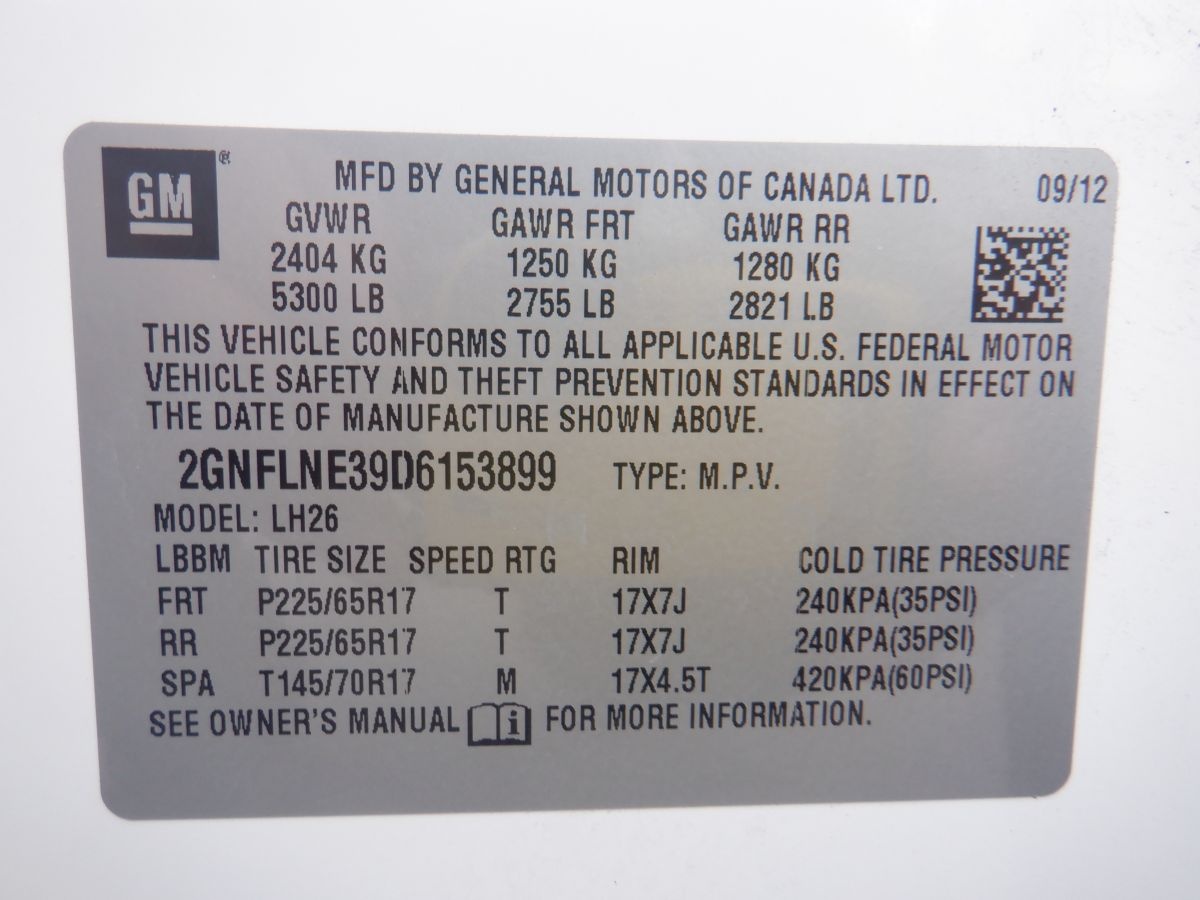 GM®
MFD BY GENERAL MOTORS OF CANADA LTD. 09/12
GVWR GAWR FRT GAWR RR
2404 KG 1250 KG 1280 KG
5300 LB 2755 LB 2821 LB
THIS VEHICLE CONFORMS TO ALL APPLICABLE U.S. FEDERAL MOTOR
VEHICLE SAFETY AND THEFT PREVENTION STANDARDS IN EFFECT ON
THE DATE OF MANUFACTURE SHOWN ABOVE.
2GNFLNE39D6153899 TYPE: M.P.V.
MODEL: LH26
LBBM TIRE SIZE SPEED RTG RIM COLD TIRE PRESSURE
FRT P225/65R17 T 17X7J 240KPA(35PSI)
RR P225/65R17 T 17X7J 240KPA(35PSI)
SPA T145/70R17 M 17X4.5T 420KPA(60PSI)
SEE OWNER'S MANUAL i FOR MORE INFORMATION.